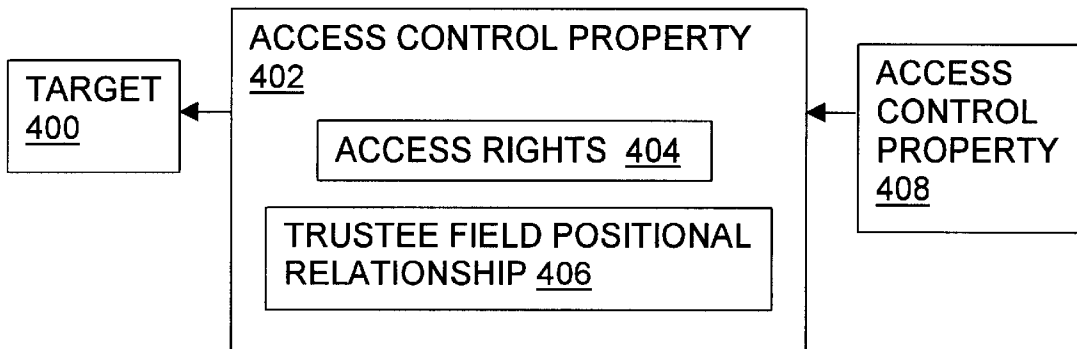 TARGET
400
ACCESS CONTROL PROPERTY
402
ACCESS RIGHTS 404
TRUSTEE FIELD POSITIONAL
RELATIONSHIP 406
ACCESS
CONTROL
PROPERTY
408